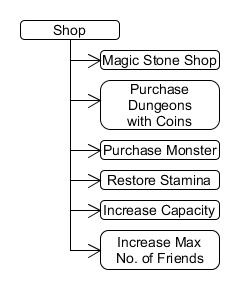 Shop
Magic Stone Shop
Purchase
Dungeons
with Coins
Purchase Monster
Restore Stamina
Increase Capacity
Increase Max
No. of Friends